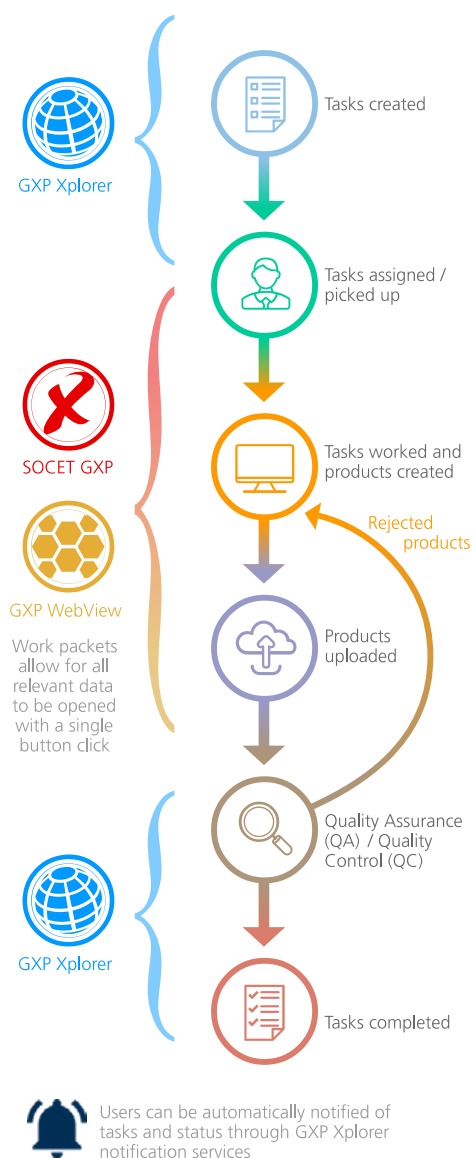 Tasks created
GXP Xplorer
Tasks assigned /
picked up
SOCET GXP
Tasks worked and
products created
Rejected
products
GXP WebView
Work packets
allow for all
relevant data
to be opened
with a single
button click
Products
uploaded
Quality Assurance
(QA) / Quality
Control (QC)
GXP Xplorer
Tasks completed
Users can be automatically notified of
tasks and status through GXP Xplorer
notification services